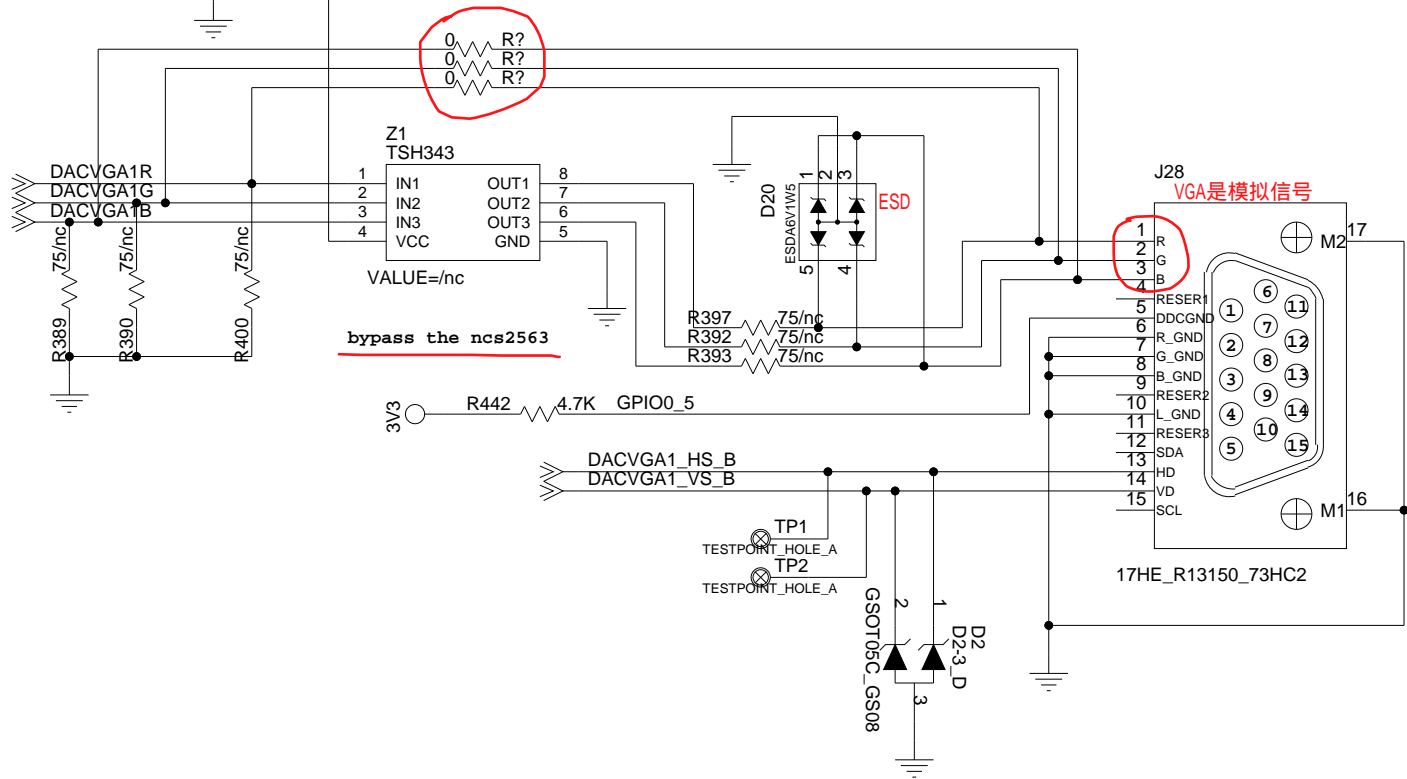 0 R?
0 R?
0 R?
Z1
TSH343
DACVGA1R
DACVGA1G
DACVGA1B
1 IN1 OUT1 8
2 IN2 OUT2 7
3 IN3 OUT3 6
4 VCC GND 5
VALUE=/nc
75/nc
75/nc
75/nc
R389
R390
R400
bypass the ncs2563
D20
ESDA6V1W5
1
2
3
5
4
ESD
R397 75/nc
R392 75/nc
R393 75/nc
3V3
R442 4.7K GPIO0_5
DACVGA1_HS_B
DACVGA1_VS_B
TP1
TESTPOINT_HOLE_A
TP2
TESTPOINT_HOLE_A
GSOT05C_GS08
2
1
3
D2
D2-3_D
J28
VGA是模拟信号
1 R
2 G
3 B
4 RESER1
5 DDCGND
6 R_GND
7 G_GND
8 B_GND
9 RESER2
10 L_GND
11 RESER3
12 SDA
13 HD
14 VD
15 SCL
M2 17
M1 16
1
2
3
4
5
6
7
8
9
10
11
12
13
14
15
17HE_R13150_73HC2